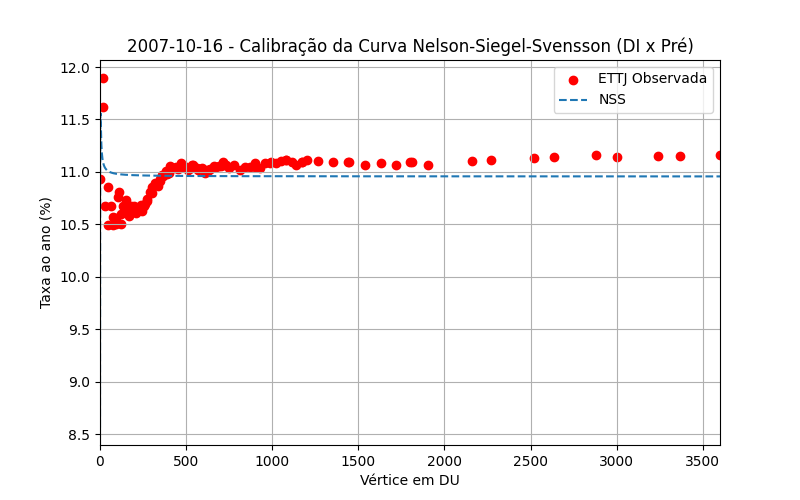 2007-10-16 - Calibração da Curva Nelson-Siegel-Svensson (DI x Pré)
12.0
11.5
11.0
10.5
10.0
9.5
9.0
8.5
Taxa ao ano (%)
ETTJ Observada
NSS
0 500 1000 1500 2000 2500 3000 3500
Vértice em DU